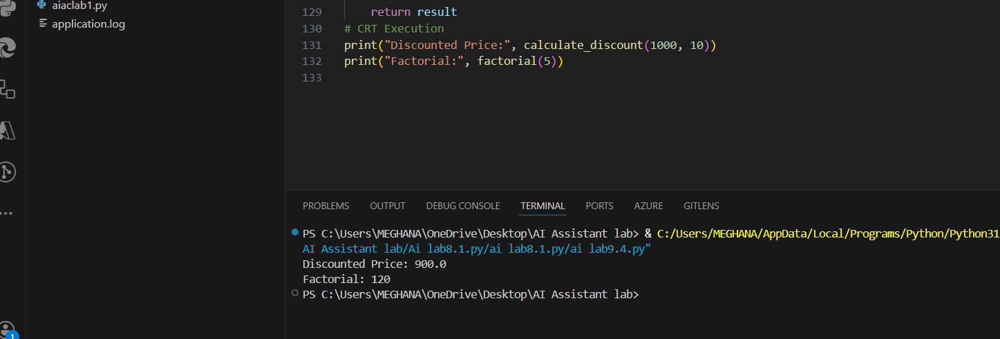 aiaclab1.py
application.log
129 return result
130 # CRT Execution
131 print("Discounted Price:", calculate_discount(1000, 10))
132 print("Factorial:", factorial(5))
133
PROBLEMS OUTPUT DEBUG CONSOLE TERMINAL PORTS AZURE GITLENS
PS C:\Users\MEGHANA\OneDrive\Desktop\AI Assistant lab> & C:/Users/MEGHANA/AppData/Local/Programs/Python/Python31
AI Assistant lab/Ai lab8.1.py/ai lab8.1.py/ai lab9.4.py"
Discounted Price: 900.0
Factorial: 120
PS C:\Users\MEGHANA\OneDrive\Desktop\AI Assistant lab>
1